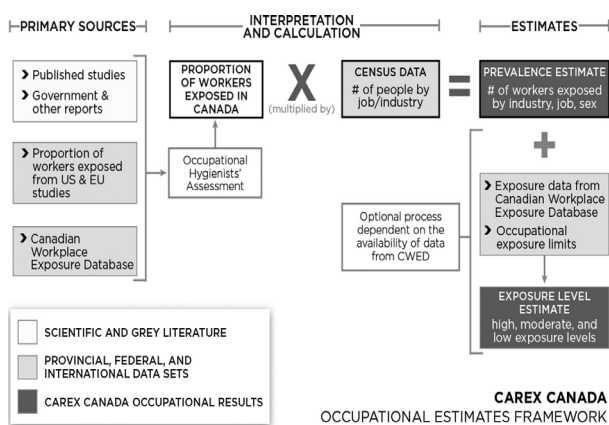 PRIMARY SOURCES
INTERPRETATION
AND CALCULATION
ESTIMATES
Published studies
Government &
other reports
Proportion of
workers exposed
from US & EU
studies
Canadian
Workplace
Exposure Database
PROPORTION
OF WORKERS
EXPOSED IN
CANADA
Occupational
Hygienists'
Assessment
X
(multiplied by)
CENSUS DATA
# of people by
job/industry
=
PREVALENCE ESTIMATE
# of workers exposed
by industry, job, sex
+
Optional process
dependent on the
availability of data
from CWED
Exposure data from
Canadian Workplace
Exposure Database
Occupational
exposure limits
EXPOSURE LEVEL
ESTIMATE
high, moderate, and
low exposure levels
SCIENTIFIC AND GREY LITERATURE
PROVINCIAL, FEDERAL, AND
INTERNATIONAL DATA SETS
CAREX CANADA OCCUPATIONAL RESULTS
CAREX CANADA
OCCUPATIONAL ESTIMATES FRAMEWORK